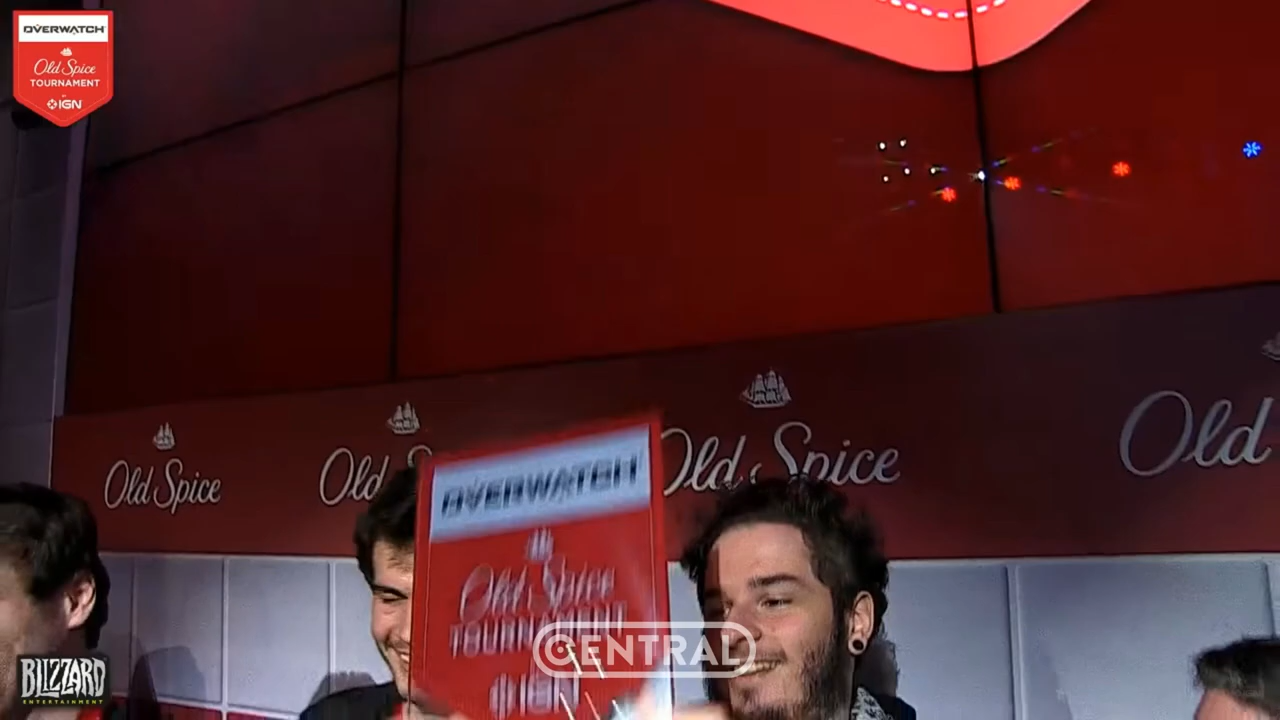 OVERWATCH
Old Spice
TOURNAMENT
BY
IGN
Old Spice
Old S
Old Spice
Old
OVERWATCH
Old Spice
TOURNAMENT
IGN
CENTRAL
BLIZZARD
ENTERTAINMENT